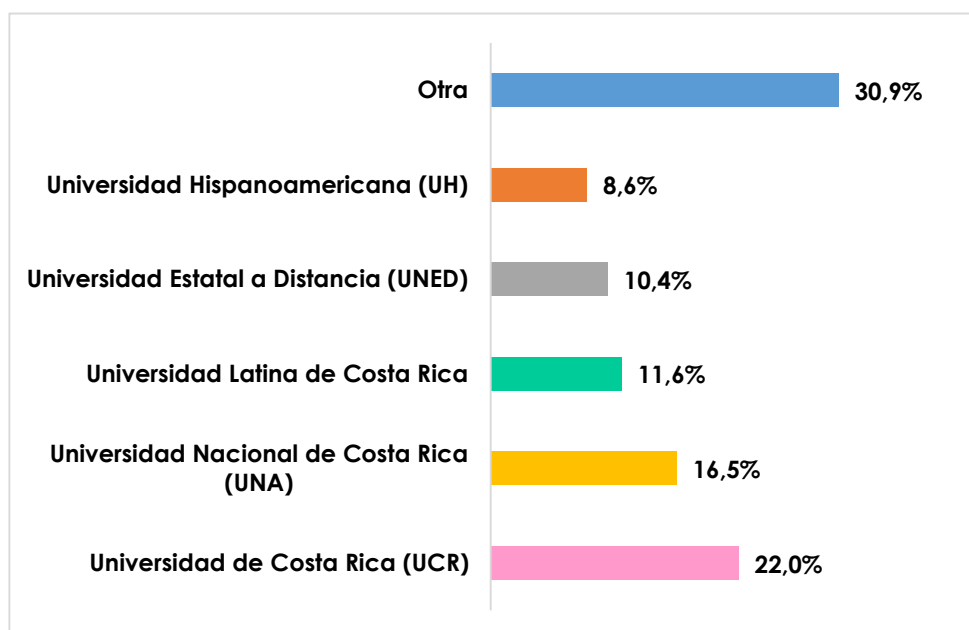 Otra
30,9%
Universidad Hispanoamericana (UH)
8,6%
Universidad Estatal a Distancia (UNED)
10,4%
Universidad Latina de Costa Rica
11,6%
Universidad Nacional de Costa Rica
(UNA)
16,5%
Universidad de Costa Rica (UCR)
22,0%